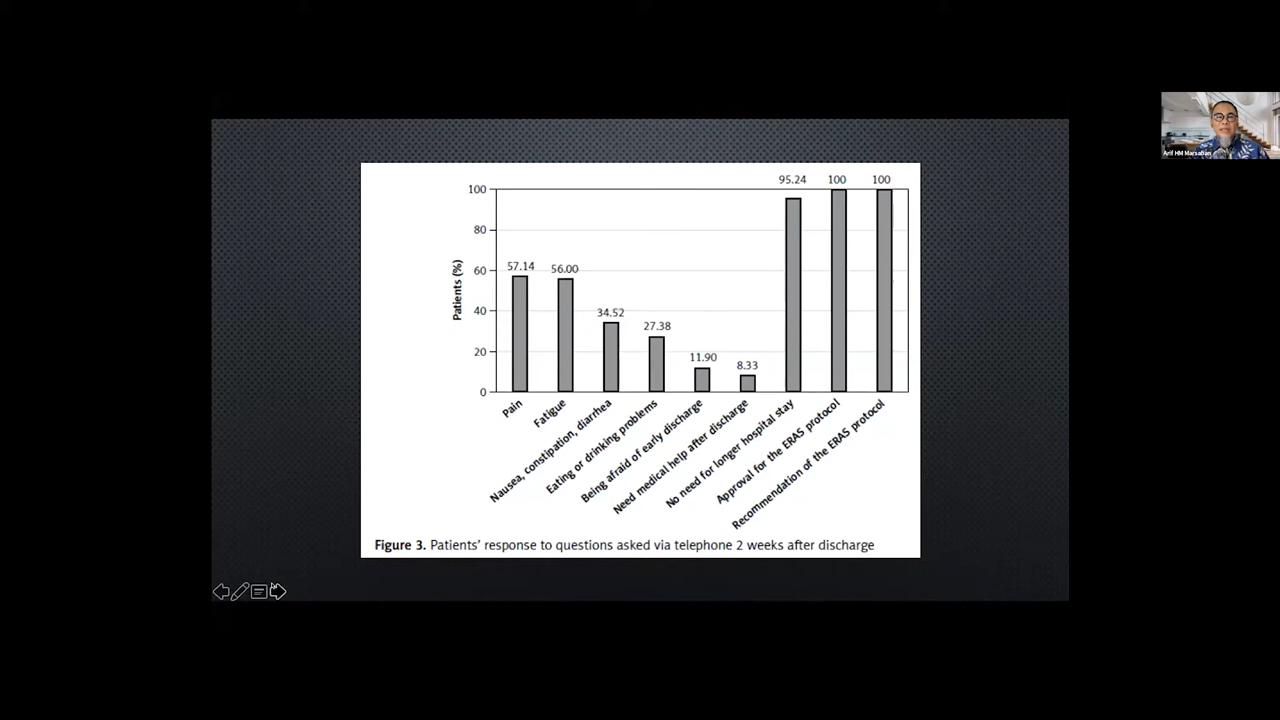 Arif HM Marsaban
Patients (%)
100
80
60
40
20
0
57.14
56.00
34.52
27.38
11.90
8.33
95.24
100
100
Pain
Fatigue
Nausea, constipation, diarrhea
Eating or drinking problems
Being afraid of early discharge
Need medical help after discharge
No need for longer hospital stay
Approval for the ERAS protocol
Recommendation of the ERAS protocol
Figure 3. Patients' response to questions asked via telephone 2 weeks after discharge